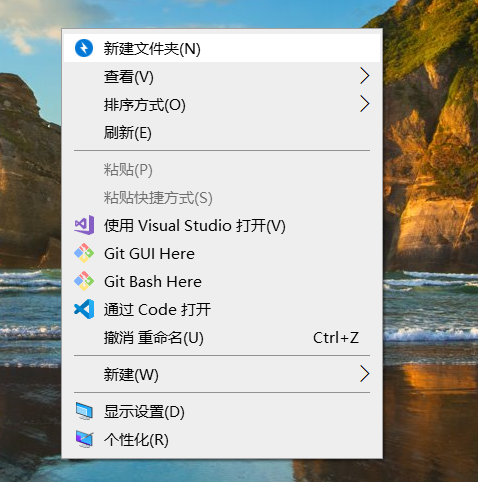 新建文件夹(N)
查看(V)
排序方式(O)
刷新(E)
粘贴(P)
粘贴快捷方式(S)
使用 Visual Studio 打开(V)
Git GUI Here
Git Bash Here
通过 Code 打开
撤消 重命名(U) Ctrl+Z
新建(W)
显示设置(D)
个性化(R)